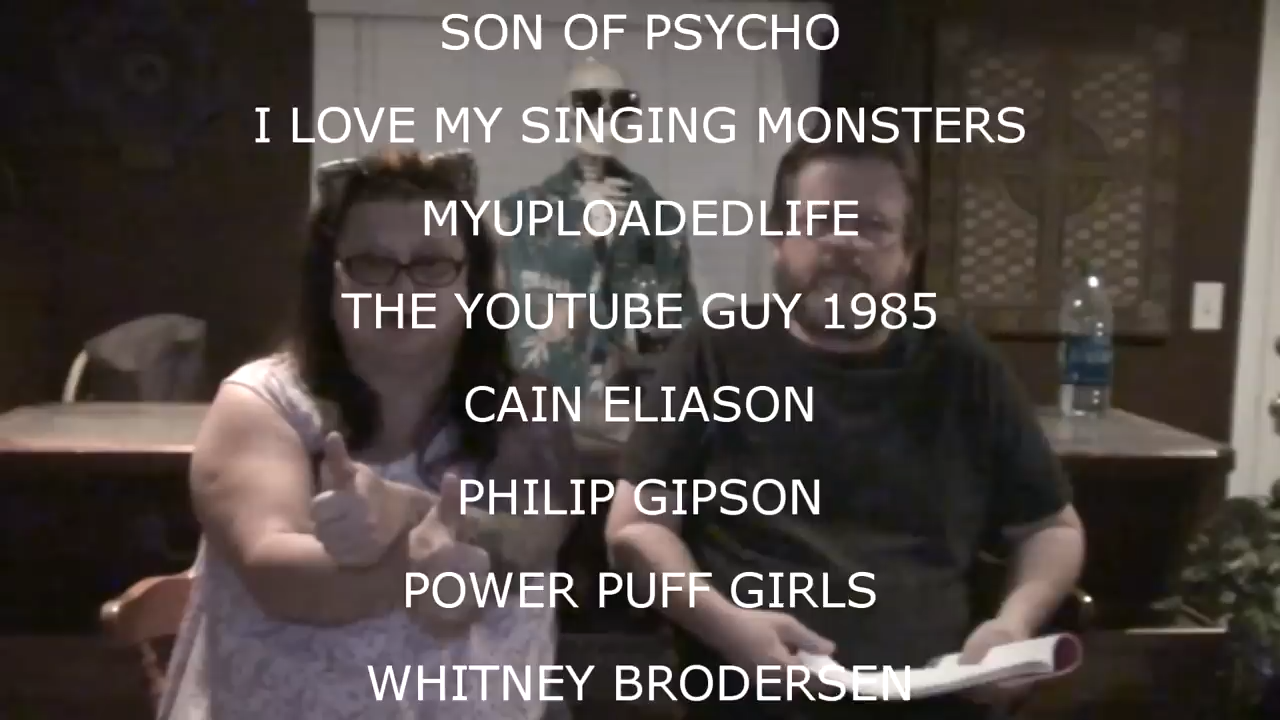 SON OF PSYCHO
I LOVE MY SINGING MONSTERS
MYUPLOADEDLIFE
THE YOUTUBE GUY 1985
CAIN ELIASON
PHILIP GIPSON
POWER PUFF GIRLS
WHITNEY BRODERSEN